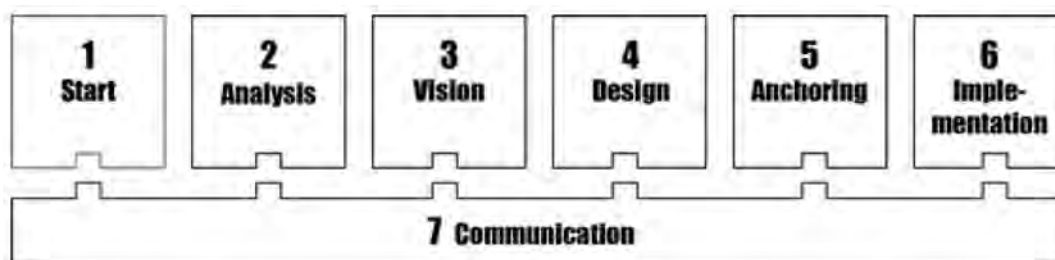 1
Start
2
Analysis
3
Vision
4
Design
5
Anchoring
6
Imple-
mentation
7 Communication